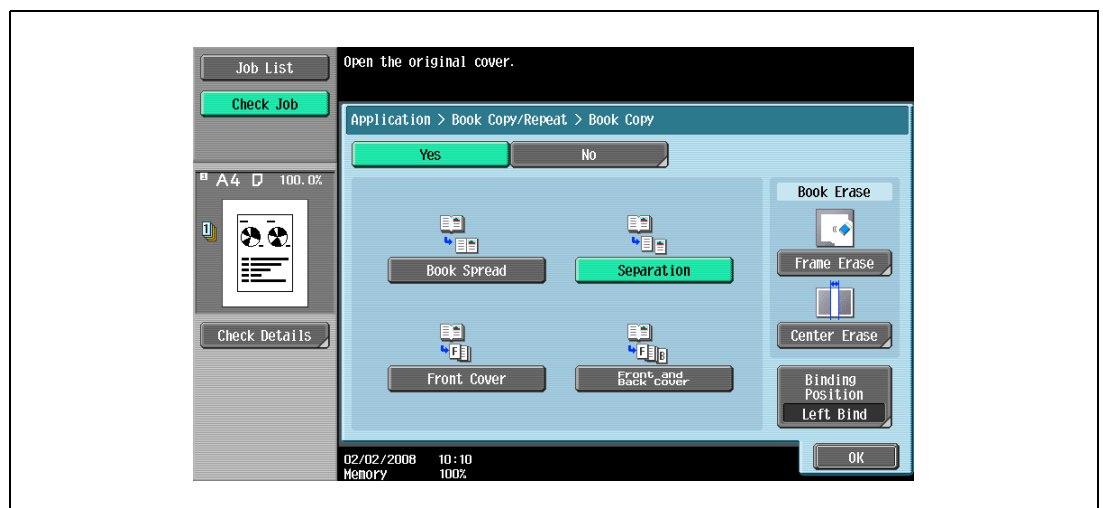 Job List
Check Job
A4 100.0%
1
Check Details
Open the original cover.
Application > Book Copy/Repeat > Book Copy
Yes
No
Book Spread
Separation
F
Front Cover
F B
Front and
Back cover
Book Erase
Frame Erase
Center Erase
Binding
Position
Left Bind
02/02/2008 10:10
Memory 100%
OK